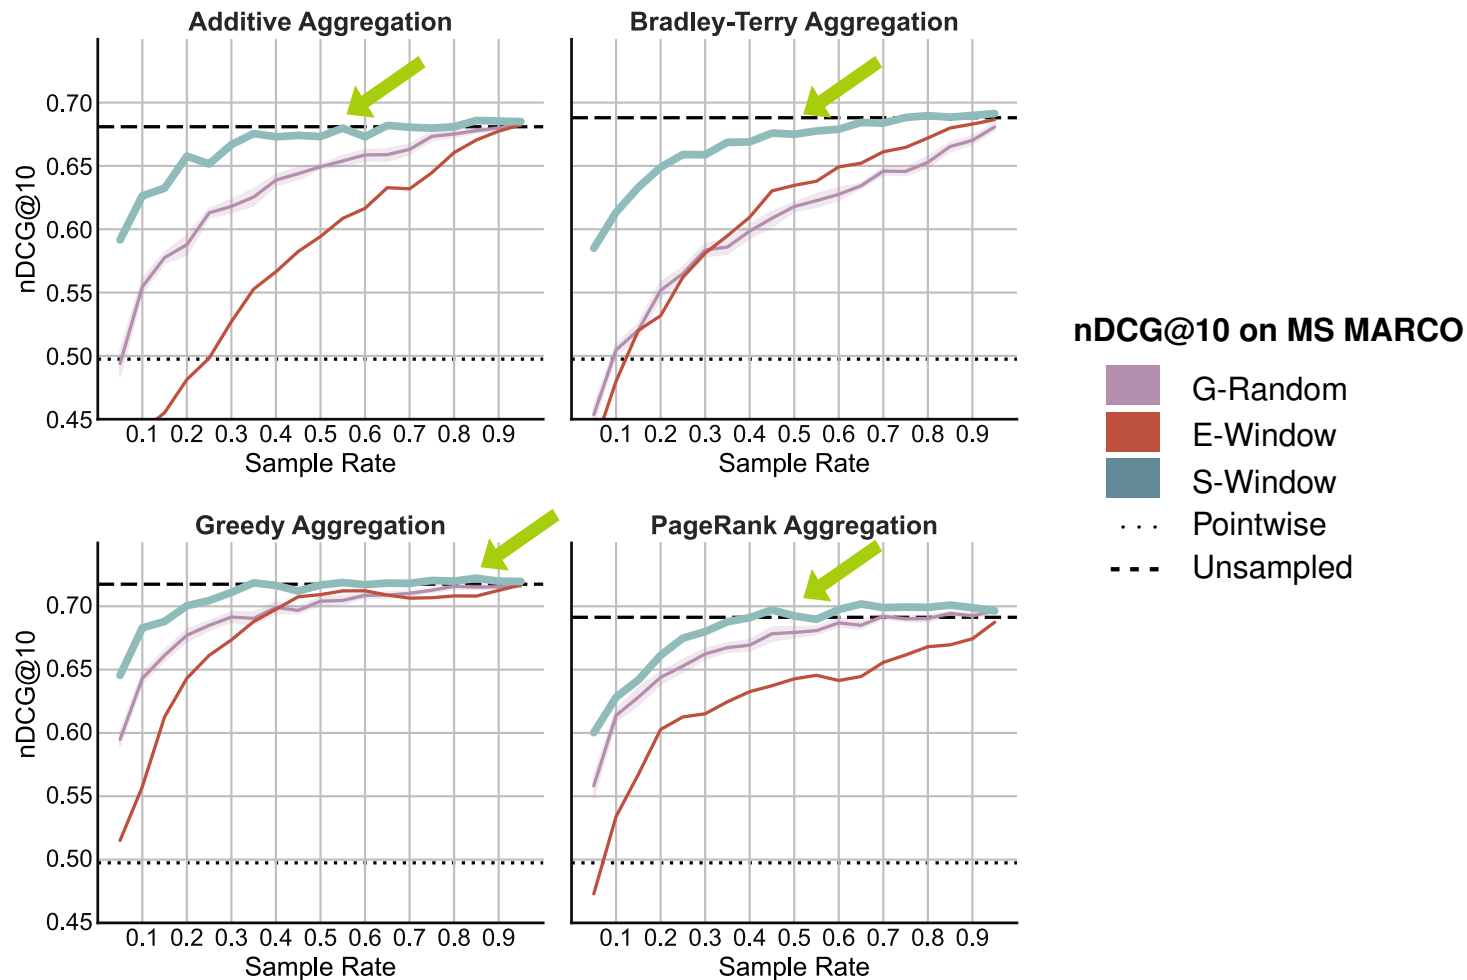 Additive Aggregation
Bradley-Terry Aggregation
nDCG@10
0.70
0.65
0.60
0.55
0.50
0.45
0.1 0.2 0.3 0.4 0.5 0.6 0.7 0.8 0.9
0.1 0.2 0.3 0.4 0.5 0.6 0.7 0.8 0.9
Sample Rate
Sample Rate
Greedy Aggregation
PageRank Aggregation
nDCG@10
0.70
0.65
0.60
0.55
0.50
0.45
0.1 0.2 0.3 0.4 0.5 0.6 0.7 0.8 0.9
0.1 0.2 0.3 0.4 0.5 0.6 0.7 0.8 0.9
Sample Rate
Sample Rate
nDCG@10 on MS MARCO
G-Random
E-Window
S-Window
Pointwise
Unsampled